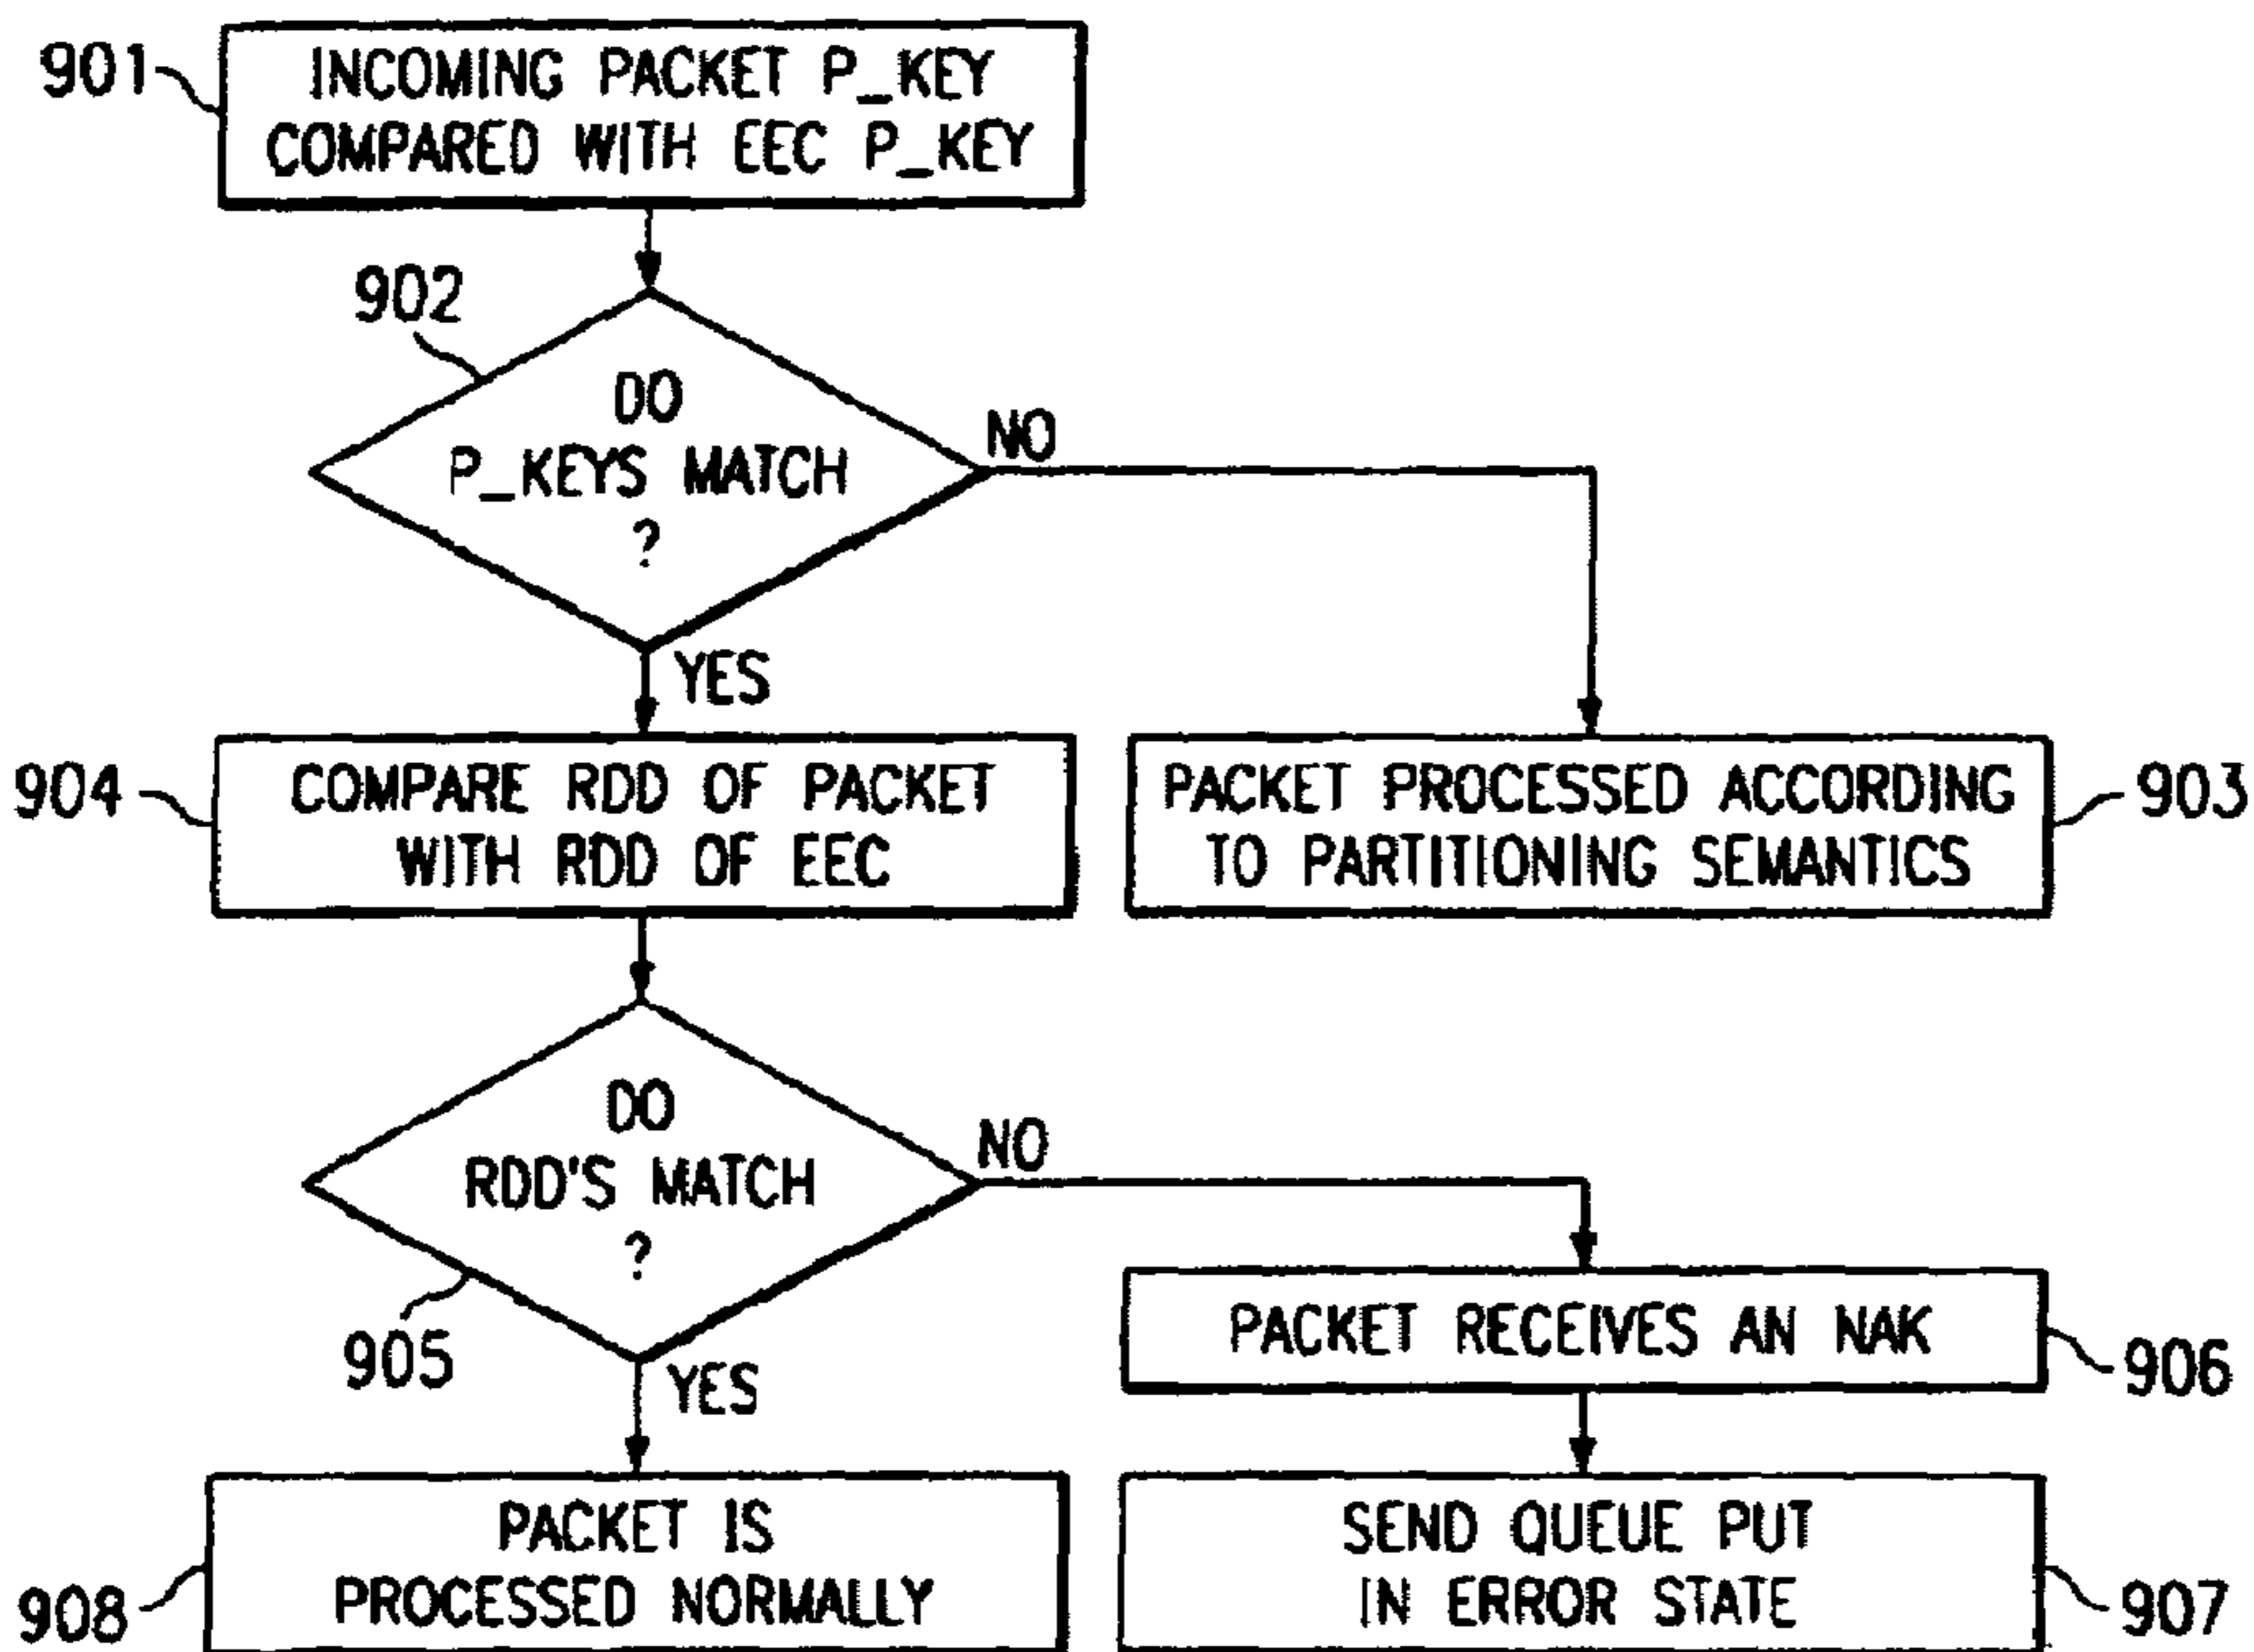 901
INCOMING PACKET P_KEY
COMPARED WITH EEC P_KEY
902
DO
P_KEY'S MATCH
?
NO
YES
904
COMPARE RDD OF PACKET
WITH RDD OF EEC
PACKET PROCESSED ACCORDING
TO PARTITIONING SEMANTICS
903
DO
RDD'S MATCH
?
NO
905
YES
PACKET RECEIVES AN NAK
906
PACKET IS
PROCESSED NORMALLY
908
SEND QUEUE PUT
IN ERROR STATE
907